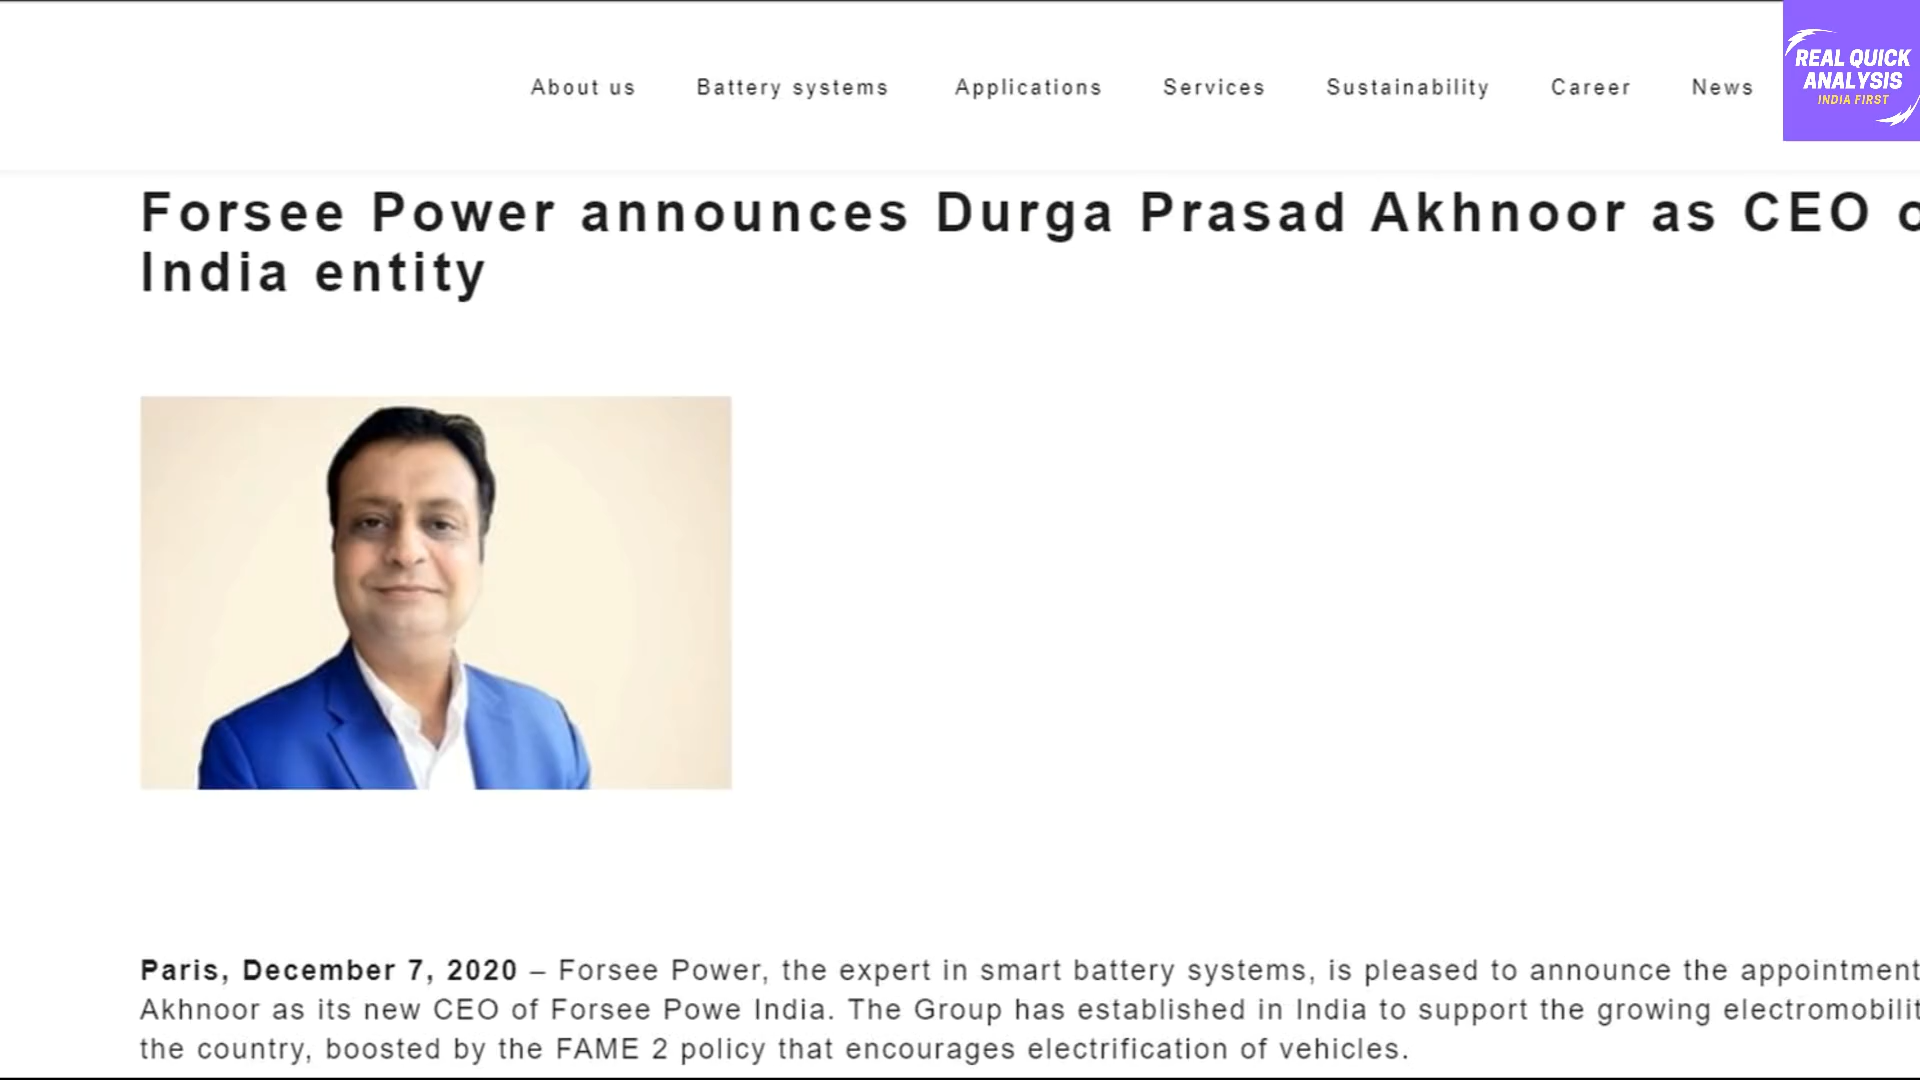 About us Battery systems Applications Services Sustainability Career News
REAL QUICK
ANALYSIS
INDIA FIRST
Forsee Power announces Durga Prasad Akhnoor as CEO
India entity
Paris, December 7, 2020 – Forsee Power, the expert in smart battery systems, is pleased to announce the appointment
Akhnoor as its new CEO of Forsee Powe India. The Group has established in India to support the growing electromobilit
the country, boosted by the FAME 2 policy that encourages electrification of vehicles.